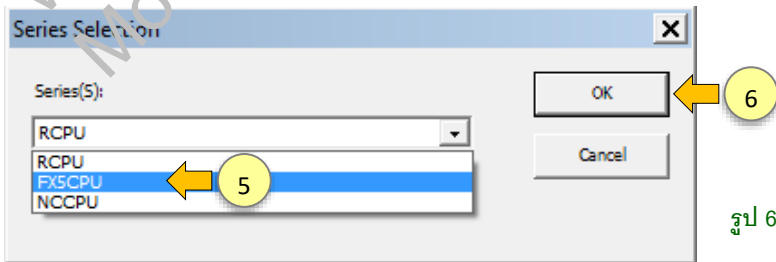 Series Selection
Series(S):
OK
6
RCPU
Cancel
RCPU
FX5CPU
5
NCCPU
รูป 6